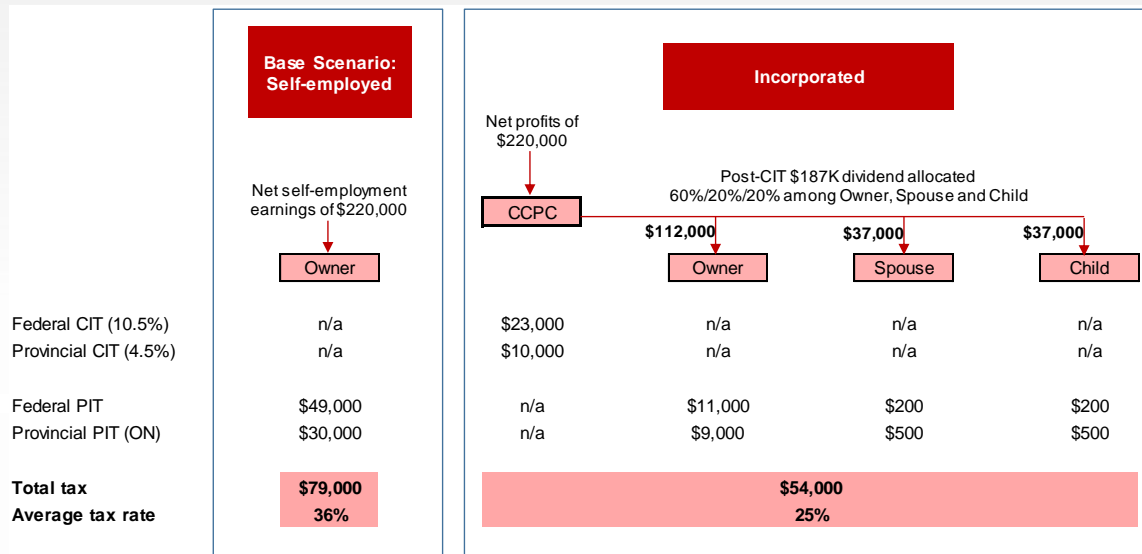 Base Scenario:
Self-employed
Incorporated
Net profits of
$220,000
Post-CIT $187K dividend allocated
60%/20%/20% among Owner, Spouse and Child
Net self-employment
earnings of $220,000
CCPC
$112,000 $37,000 $37,000
Owner Owner Spouse Child
Federal CIT (10.5%) n/a $23,000 n/a n/a n/a
Provincial CIT (4.5%) n/a $10,000 n/a n/a n/a
Federal PIT $49,000 n/a $11,000 $200 $200
Provincial PIT (ON) $30,000 n/a $9,000 $500 $500
Total tax $79,000 $54,000
Average tax rate 36% 25%